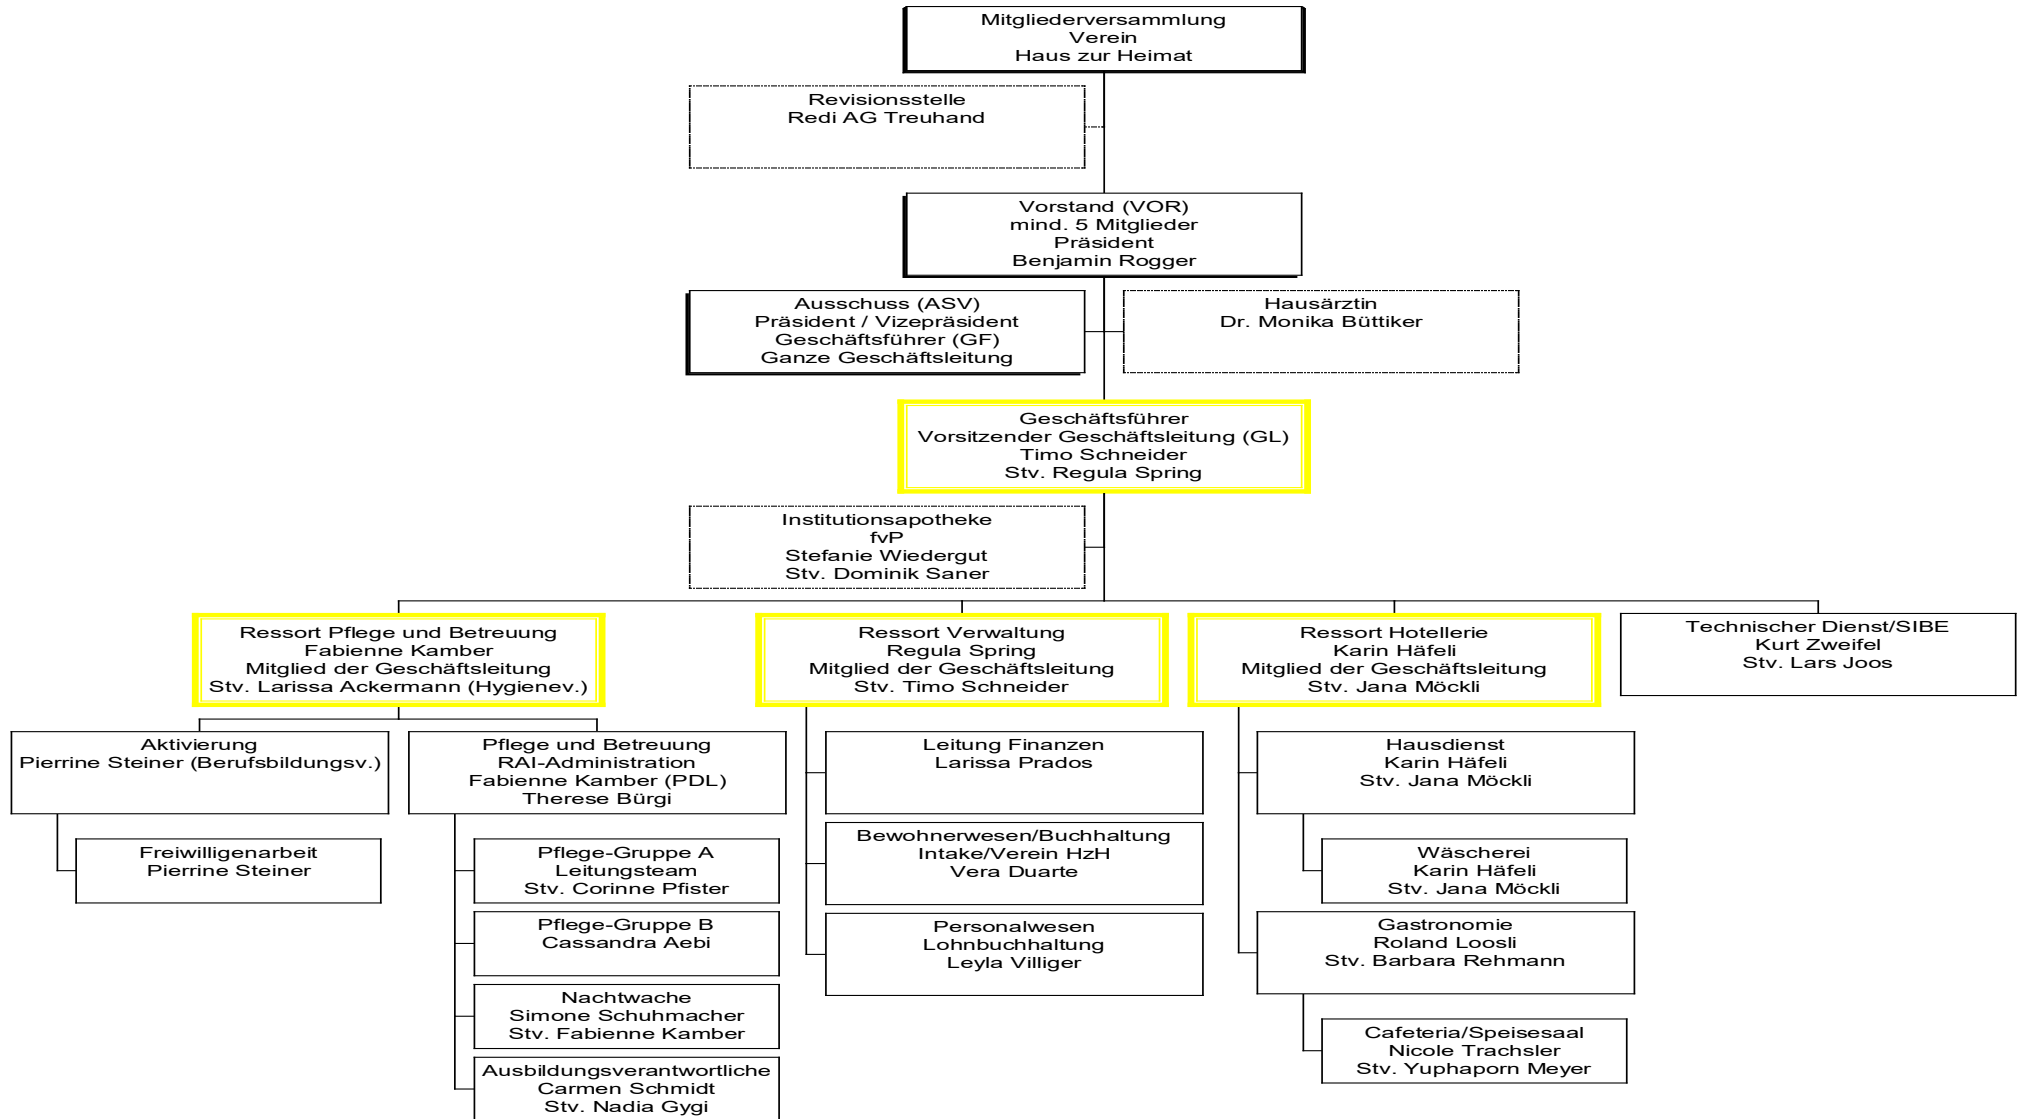 Mitgliederversammlung
Verein
Haus zur Heimat
Revisionsstelle
Redi AG Treuhand
Vorstand (VOR)
mind. 5 Mitglieder
Präsident
Benjamin Rogger
Ausschuss (ASV)
Präsident / Vizepräsident
Geschäftsführer (GF)
Ganze Geschäftsleitung
Hausärztin
Dr. Monika Büttiker
Geschäftsführer
Vorsitzender Geschäftsleitung (GL)
Timo Schneider
Stv. Regula Spring
Institutionsapotheke
fvP
Stefanie Wiedergut
Stv. Dominik Saner
Ressort Pflege und Betreuung
Fabienne Kamber
Mitglied der Geschäftsleitung
Stv. Larissa Ackermann (Hygienev.)
Ressort Verwaltung
Regula Spring
Mitglied der Geschäftsleitung
Stv. Timo Schneider
Ressort Hotellerie
Karin Häfeli
Mitglied der Geschäftsleitung
Stv. Jana Möckli
Technischer Dienst/SIBE
Kurt Zweifel
Stv. Lars Joos
Aktivierung
Pierrine Steiner (Berufsbildungsv.)
Freiwilligenarbeit
Pierrine Steiner
Pflege und Betreuung
RAI-Administration
Fabienne Kamber (PDL)
Therese Bürgi
Pflege-Gruppe A
Leitungsteam
Stv. Corinne Pfister
Pflege-Gruppe B
Cassandra Aebi
Nachtwache
Simone Schuhmacher
Stv. Fabienne Kamber
Ausbildungsverantwortliche
Carmen Schmidt
Stv. Nadia Gygi
Leitung Finanzen
Larissa Prados
Bewohnerwesen/Buchhaltung
Intake/Verein HzH
Vera Duarte
Personalwesen
Lohnbuchhaltung
Leyla Villiger
Hausdienst
Karin Häfeli
Stv. Jana Möckli
Wäscherei
Karin Häfeli
Stv. Jana Möckli
Gastronomie
Roland Loosli
Stv. Barbara Rehmann
Cafeteria/Speisesaal
Nicole Trachsler
Stv. Yuphaporn Meyer